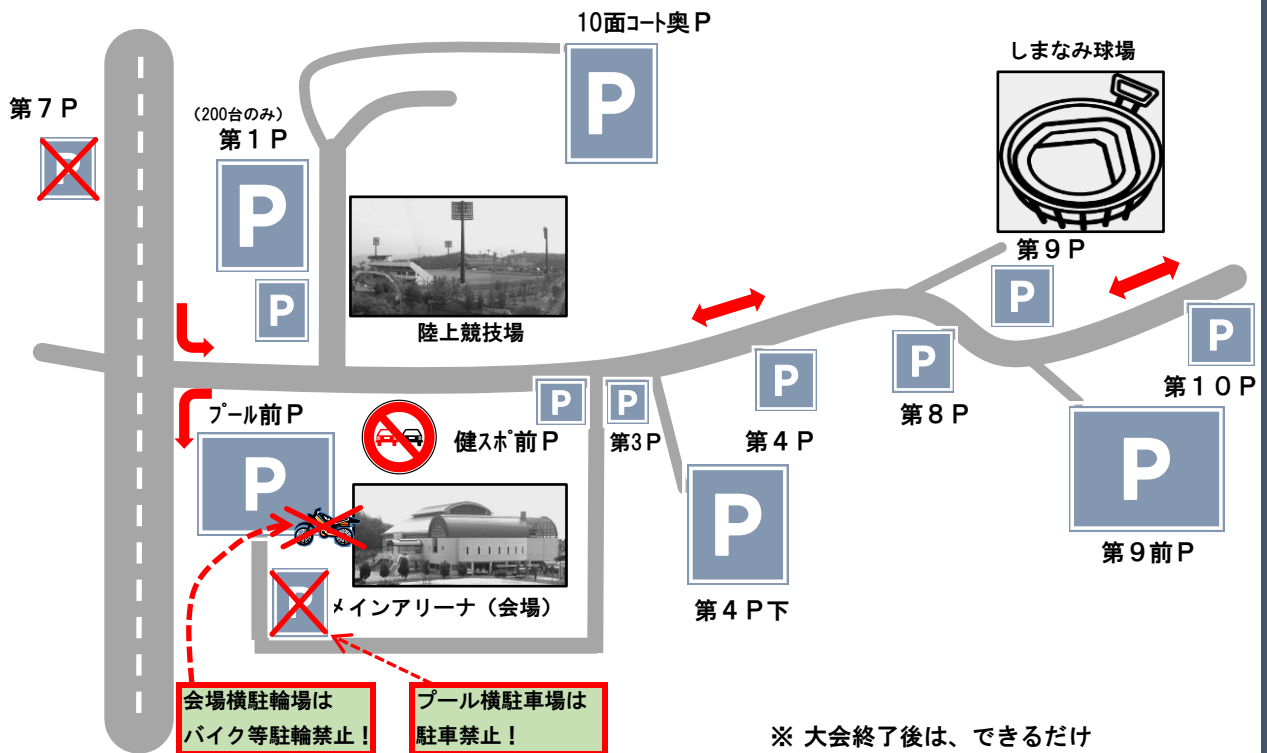 10面コート奥P
しまなみ球場
第7P
(200台のみ)
第1P
P
P
P
P
陸上競技場
第9P
P
P
第10P
P
第8P
P
第4P
P
第3P
P
健スポ前P
プール前P
P
P
第4P下
P
第9前P
P
メインアリーナ（会場）
会場横駐輪場は
バイク等駐輪禁止！
プール横駐車場は
駐車禁止！
※ 大会終了後は、できるだけ